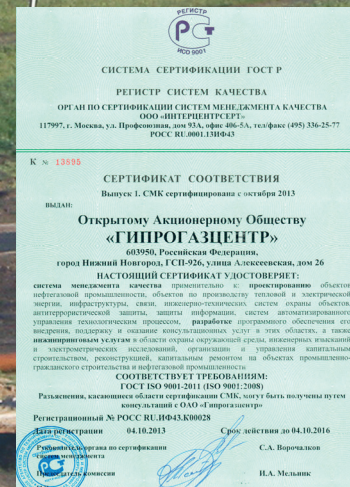 РЕГИСТР
РСТ
ИСО 9001
СИСТЕМА СЕРТИФИКАЦИИ ГОСТ Р
РЕГИСТР СИСТЕМ КАЧЕСТВА
ОРГАН ПО СЕРТИФИКАЦИИ СИСТЕМ МЕНЕДЖМЕНТА КАЧЕСТВА
ООО «ИНТЕРЦЕНТРСЕРТ»
117997, г. Москва, ул. Профсоюзная, дом 93А, офис 406-5А, тел/факс (495) 336-25-77
РОСС RU.0001.13ИФ43
К № 13895
СЕРТИФИКАТ СООТВЕТСТВИЯ
Выпуск 1. СМК сертифицирована с октября 2013
ВЫДАН:
Открытому Акционерному Обществу
«ГИПРОГАЗЦЕНТР»
603950, Российская Федерация,
город Нижний Новгород, ГСП-926, улица Алексеевская, дом 26
НАСТОЯЩИЙ СЕРТИФИКАТ УДОСТОВЕРЯЕТ:
система менеджмента качества применительно к: проектированию объектов
нефтегазовой промышленности, объектов по производству тепловой и электрической
энергии, инфраструктуры, связи, инженерно-технических систем охраны объектов,
антитеррористической защиты, защиты информации, систем автоматизированного
управления технологическим процессом, разработке программного обеспечения его
внедрения, поддержку и оказание консультационных услуг в этих областях, а также
инжиниринговым услугам в области охраны окружающей среды, инженерных изысканий
и электрометрических исследований, организации и управления капитальным
строительством, реконструкцией, капитальным ремонтом на объектах промышленно-
гражданского строительства и нефтегазовой промышленности
СООТВЕТСТВУЕТ ТРЕБОВАНИЯМ:
ГОСТ ISO 9001-2011 (ISO 9001:2008)
Разъяснения, касающиеся области сертификации СМК, могут быть получены путем
консультаций с ОАО «Гипрогазцентр»
Регистрационный № РОСС RU.ИФ43.К00028
Дата регистрации 04.10.2013 Срок действия до 04.10.2016
Руководитель органа по сертификации С.А. Ворочалков
систем менеджмента
Председатель комиссии И.А. Мельник